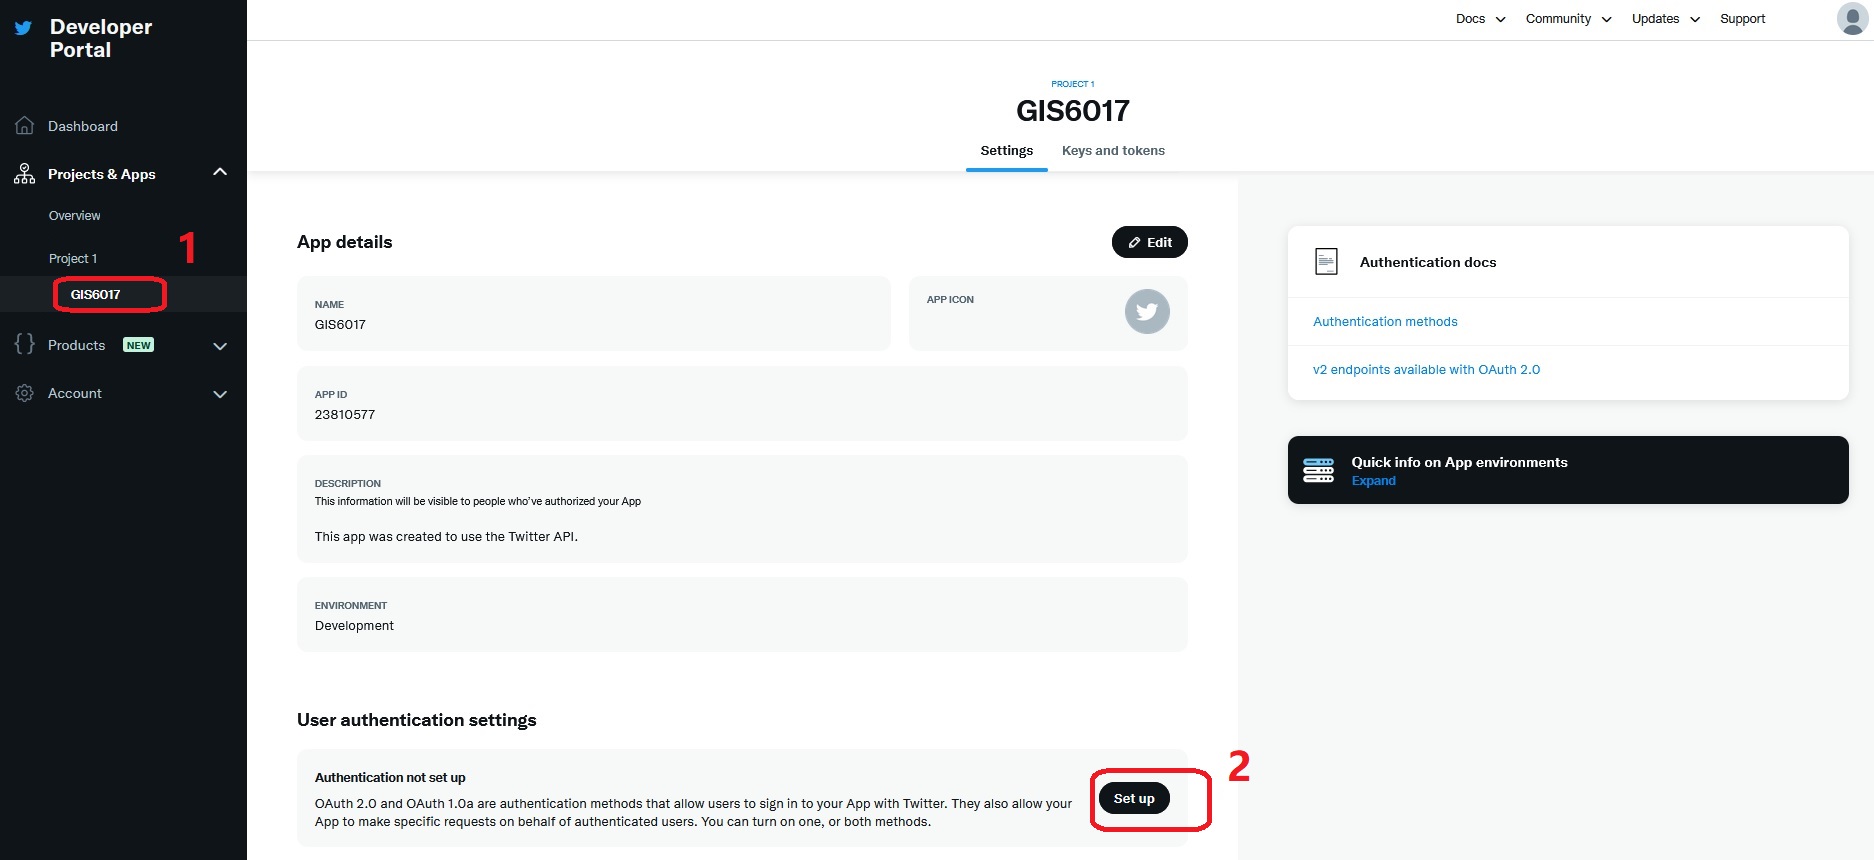 Developer
Portal
Dashboard
Projects & Apps
Overview
Project 1
1
GIS6017
Products NEW
Account
Docs Community Updates Support
PROJECT 1
GIS6017
Settings Keys and tokens
App details
Edit
NAME
GIS6017
APP ICON
APP ID
23810577
DESCRIPTION
This information will be visible to people who've authorized your App
This app was created to use the Twitter API.
ENVIRONMENT
Development
User authentication settings
Authentication not set up
OAuth 2.0 and OAuth 1.0a are authentication methods that allow users to sign in to your App with Twitter. They also allow your
App to make specific requests on behalf of authenticated users. You can turn on one, or both methods.
Set up
2
Authentication docs
Authentication methods
v2 endpoints available with OAuth 2.0
Quick info on App environments
Expand